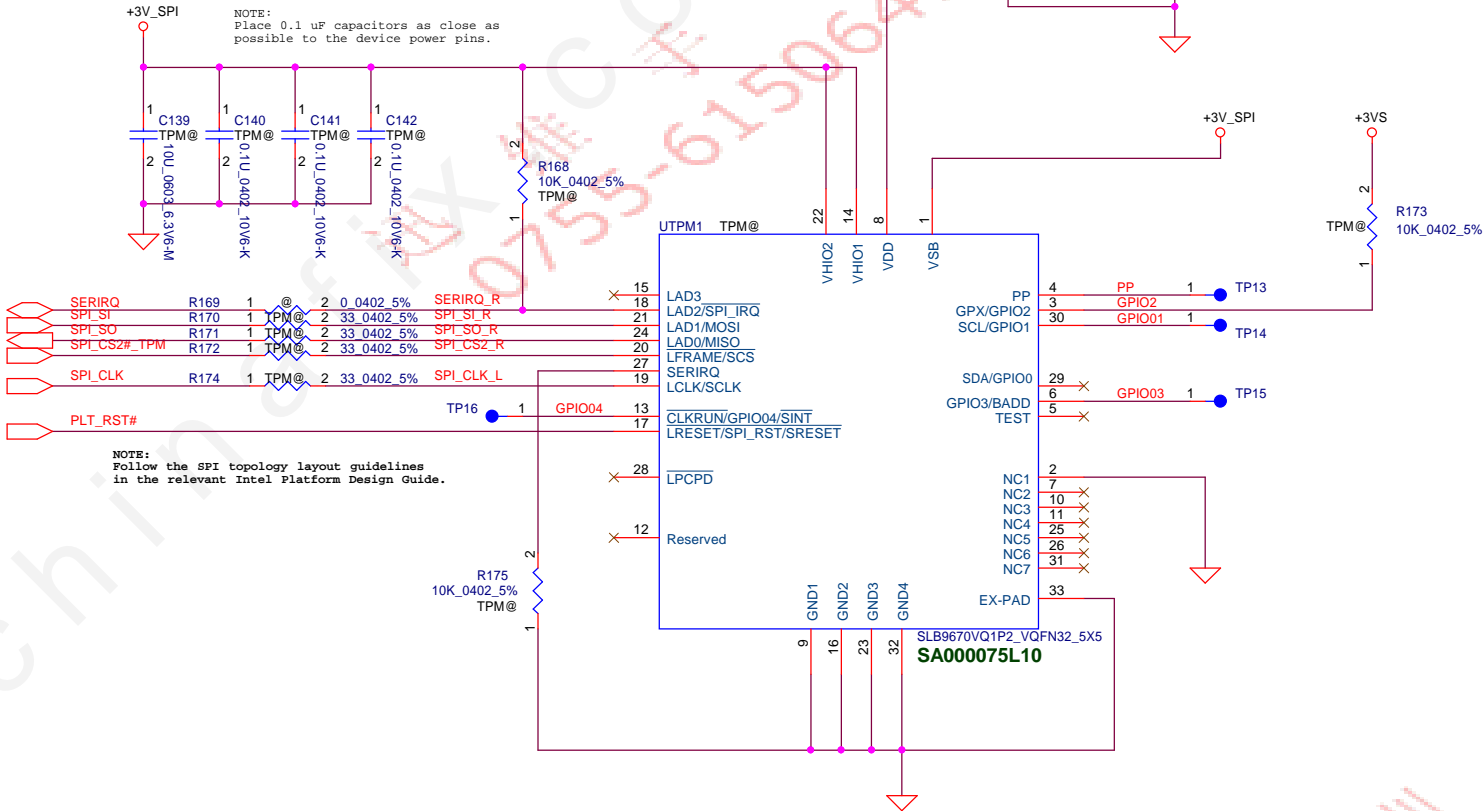 +3V_SPI
NOTE:
Place 0.1 uF capacitors as close as
possible to the device power pins.
1
C139
TPM@
2
10U_0603_6.3V6-M
1
C140
TPM@
2
0.1U_0402_10V6-K
1
C141
TPM@
2
0.1U_0402_10V6-K
1
C142
TPM@
2
0.1U_0402_10V6-K
2
R168
10K_0402_5%
TPM@
1
+3V_SPI
+3VS
2
TPM@
R173
10K_0402_5%
1
0755-615064
chinafix.co
UTPM1 TPM@
22
14
8
1
VHIO2
VHIO1
VDD
VSB
SERIRQ R169 1 @ 2 0_0402_5% SERIRQ_R
SPI_SI R170 1 TPM@ 2 33_0402_5% SPI_SI_R
SPI_SO R171 1 TPM@ 2 33_0402_5% SPI_SO_R
SPI_CS2#_TPM R172 1 TPM@ 2 33_0402_5% SPI_CS2_R
SPI_CLK R174 1 TPM@ 2 33_0402_5% SPI_CLK_L
TP16 1 GPIO04
PLT_RST#
NOTE:
Follow the SPI topology layout guidelines
in the relevant Intel Platform Design Guide.
15 LAD3
18 LAD2/SPI_IRQ
21 LAD1/MOSI
24 LAD0/MISO
20 LFRAME/SCS
27 SERIRQ
19 LCLK/SCLK
13 CLKRUN/GPIO04/SINT
17 LRESET/SPI_RST/SRESET
28 LPCPD
12 Reserved
PP 4 PP 1 TP13
GPX/GPIO2 3 GPIO2
SCL/GPIO1 30 GPIO01 1 TP14
SDA/GPIO0 29
GPIO3/BADD 6 GPIO03 1 TP15
TEST 5
NC1 2
NC2 7
NC3 10
NC4 11
NC5 25
NC6 26
NC7 31
EX-PAD 33
2
R175
10K_0402_5%
TPM@
1
GND1
GND2
GND3
GND4
9
16
23
32
SLB9670VQ1P2_VQFN32_5X5
SA000075L10